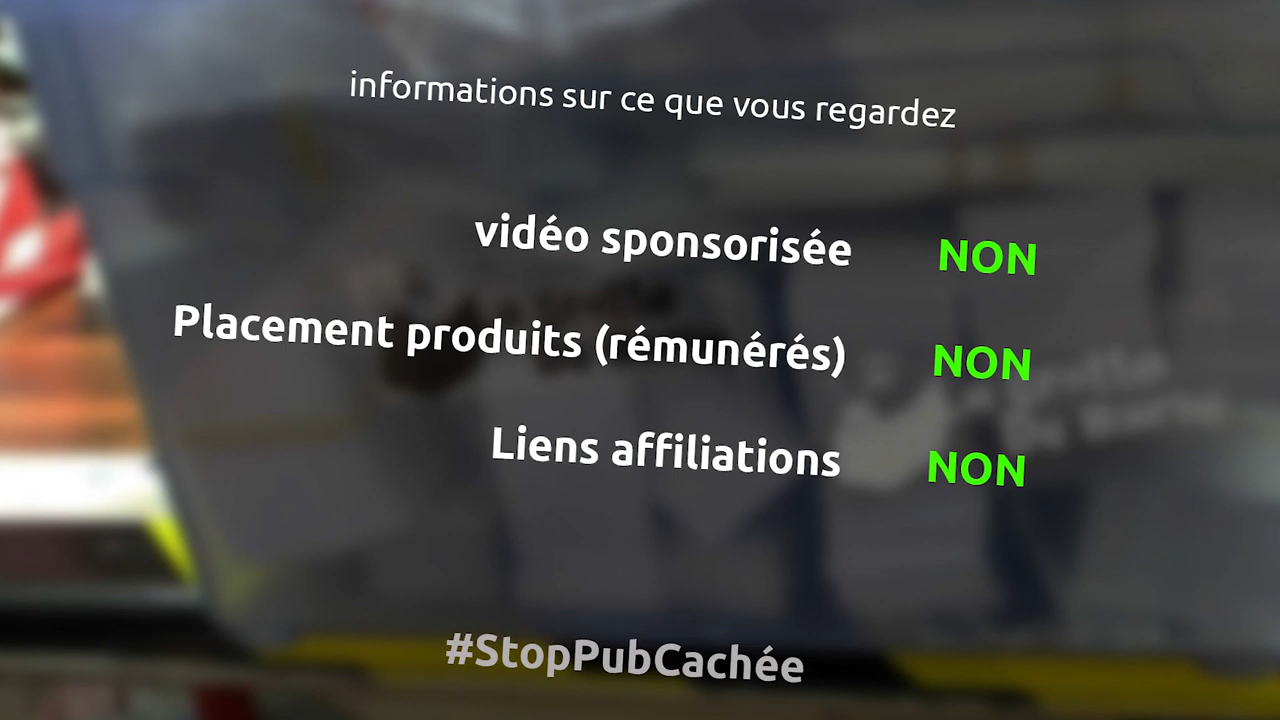 informations sur ce que vous regardez
vidéo sponsorisée NON
Placement produits (rémunérés) NON
Liens affiliations NON
#StopPubCachée